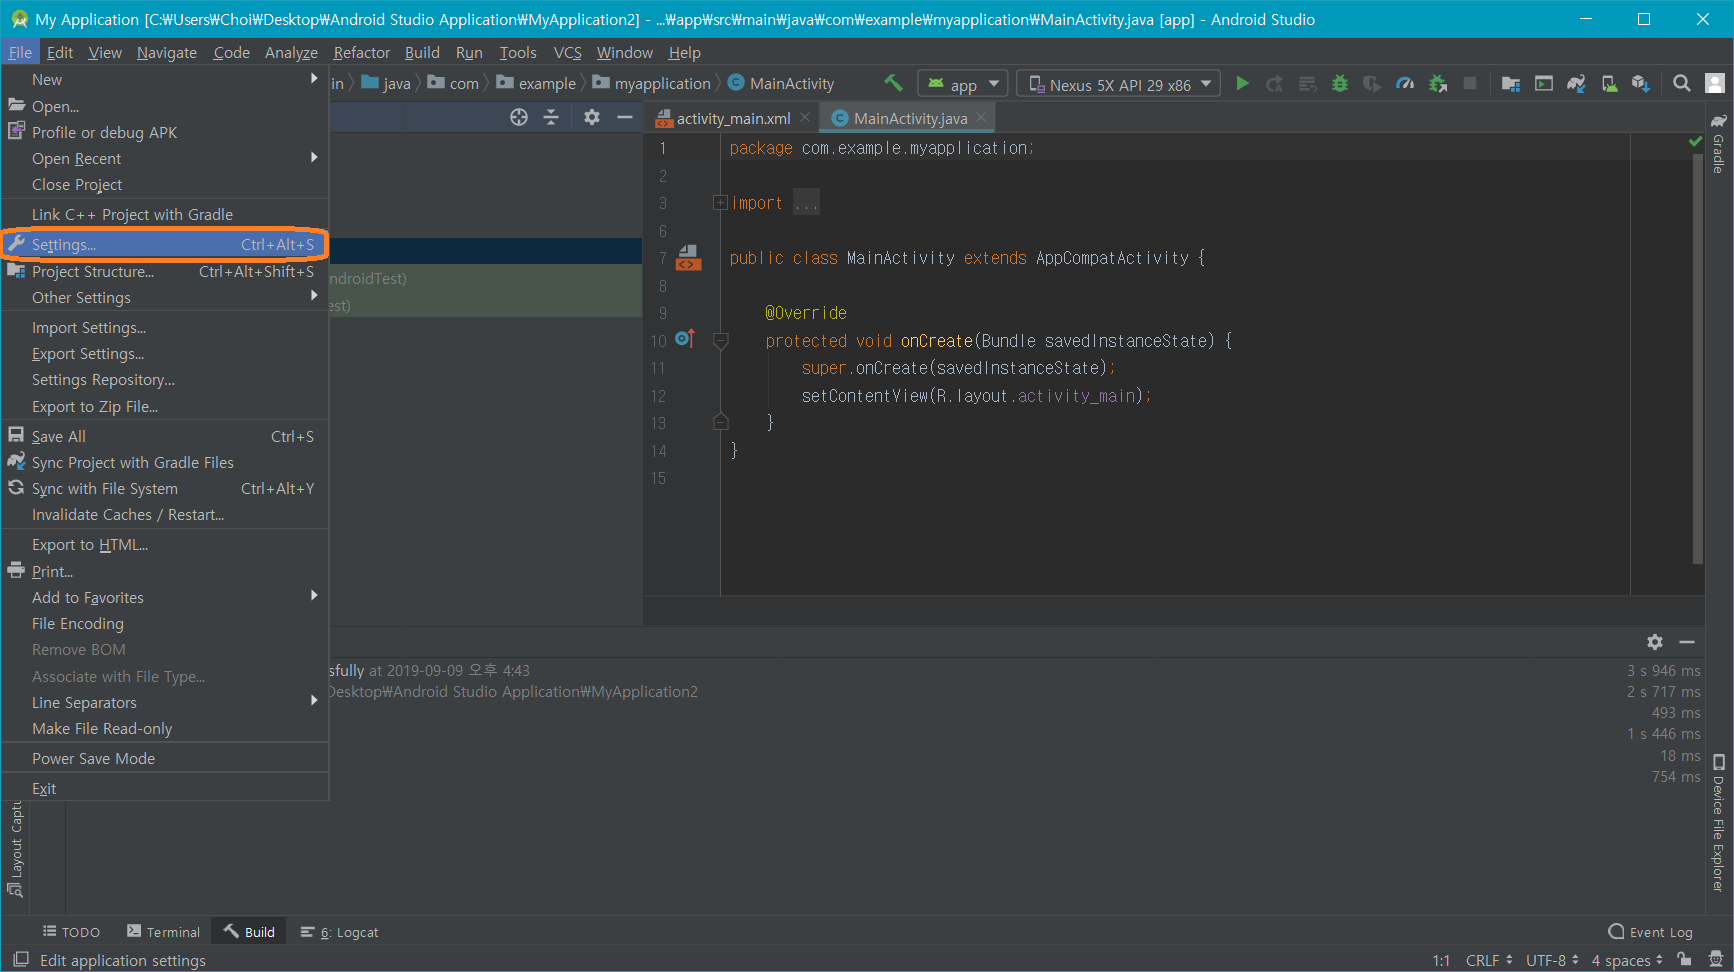 My Application [C:₩Users₩Choi₩Desktop₩Android Studio Application₩MyApplication2] - ...₩app₩src₩main₩java₩com₩example₩myapplication₩MainActivity.java [app] - Android Studio
File Edit View Navigate Code Analyze Refactor Build Run Tools VCS Window Help
in java com example myapplication MainActivity app Nexus 5X API 29 x86
New
Open...
Profile or debug APK
Open Recent
Close Project
Link C++ Project with Gradle
Settings... Ctrl+Alt+S
Project Structure... Ctrl+Alt+Shift+S
Other Settings
Import Settings...
Export Settings...
Settings Repository...
Export to Zip File...
Save All Ctrl+S
Sync Project with Gradle Files
Sync with File System Ctrl+Alt+Y
Invalidate Caches / Restart...
Export to HTML...
Print...
Add to Favorites
File Encoding
Remove BOM
Associate with File Type...
Line Separators
Make File Read-only
Power Save Mode
Exit
ndroidTest)
est)
activity_main.xml MainActivity.java
1 package com.example.myapplication;
2
3 import ...
6
7 public class MainActivity extends AppCompatActivity {
8
9 @Override
10 protected void onCreate(Bundle savedInstanceState) {
11 super.onCreate(savedInstanceState);
12 setContentView(R.layout.activity_main);
13 }
14 }
15
Gradle
Device File Explorer
sfully at 2019-09-09 오후 4:43 3 s 946 ms
Desktop₩Android Studio Application₩MyApplication2 2 s 717 ms
493 ms
1 s 446 ms
18 ms
754 ms
Layout Captu
TODO Terminal Build 6: Logcat Event Log
Edit application settings 1:1 CRLF UTF-8 4 spaces